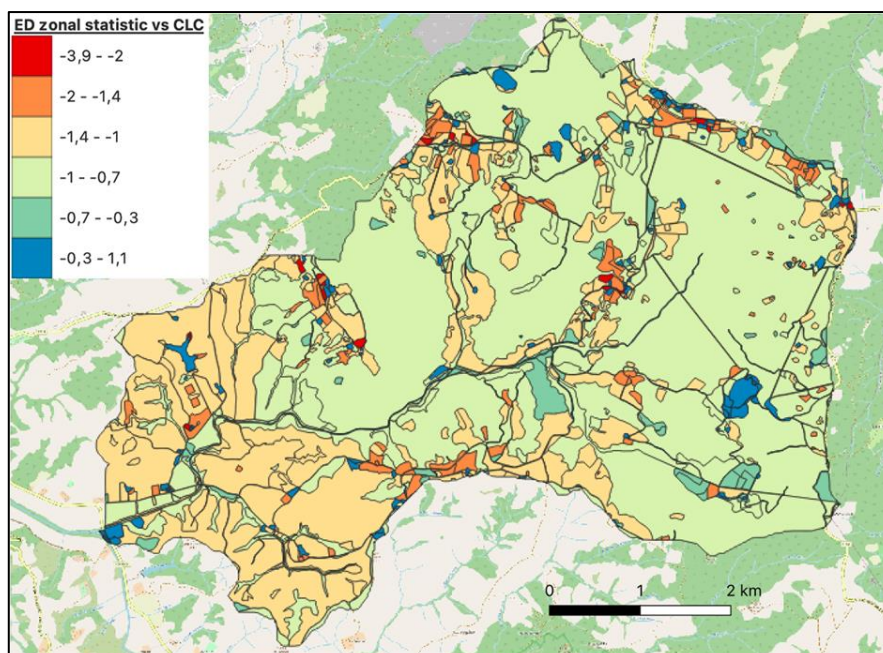 ED zonal statistic vs CLC
-3,9 - -2
-2 - -1,4
-1,4 - -1
-1 - -0,7
-0,7 - -0,3
-0,3 - 1,1
0 1 2 km